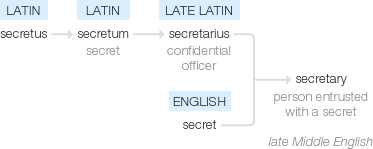 LATIN LATIN LATE LATIN
secretus secretum secretarius
secret confidential
officer
secretary
ENGLISH person entrusted
secret with a secret
late Middle English